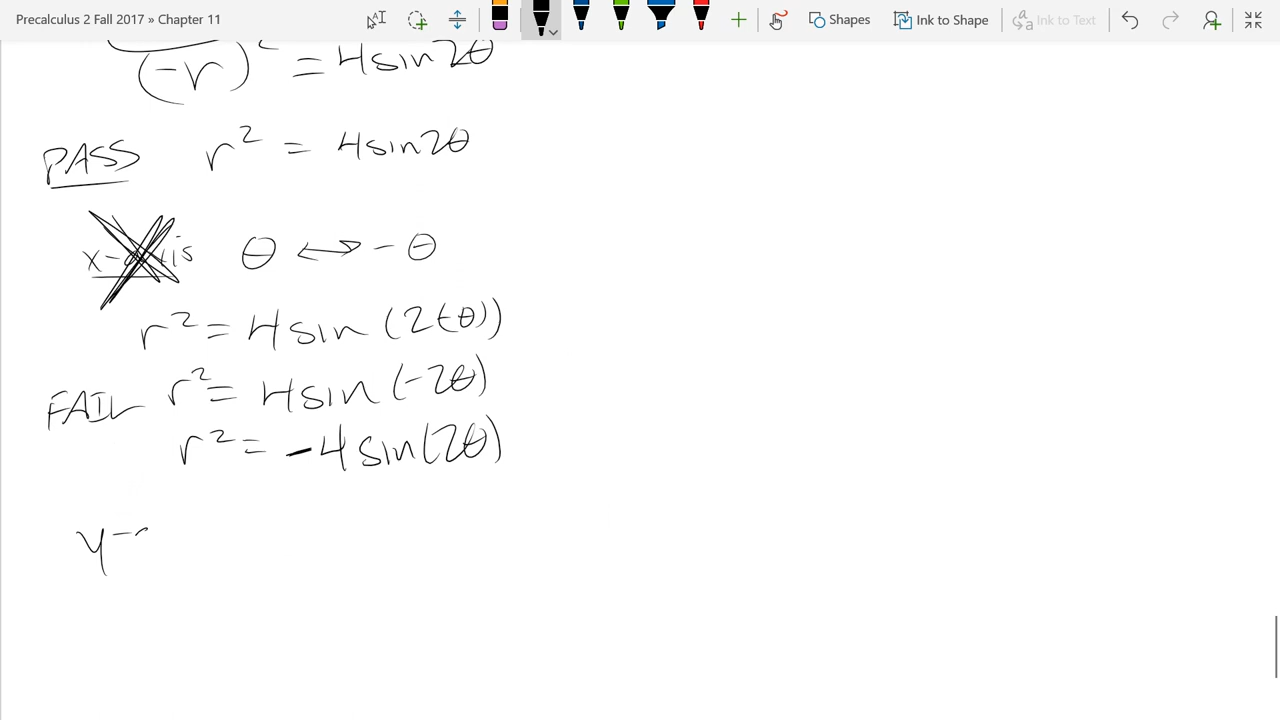 Precalculus 2 Fall 2017 » Chapter 11
Shapes
Ink to Shape
Ink to Text
(-r)² = 4sin2θ
PASS r² = 4sin2θ
x-axis θ ↔ -θ
r² = 4sin(2(-θ))
FAIL r² = 4sin(-2θ)
r² = -4sin(2θ)
y-